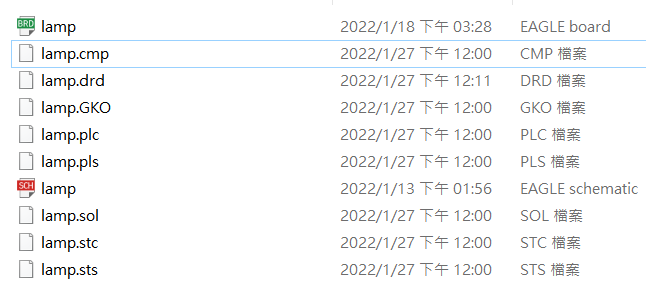 BRD lamp 2022/1/18 下午 03:28 EAGLE board
lamp.cmp 2022/1/27 下午 12:00 CMP 檔案
lamp.drd 2022/1/27 下午 12:11 DRD 檔案
lamp.GKO 2022/1/27 下午 12:00 GKO 檔案
lamp.plc 2022/1/27 下午 12:00 PLC 檔案
lamp.pls 2022/1/27 下午 12:00 PLS 檔案
SCH lamp 2022/1/13 下午 01:56 EAGLE schematic
lamp.sol 2022/1/27 下午 12:00 SOL 檔案
lamp.stc 2022/1/27 下午 12:00 STC 檔案
lamp.sts 2022/1/27 下午 12:00 STS 檔案